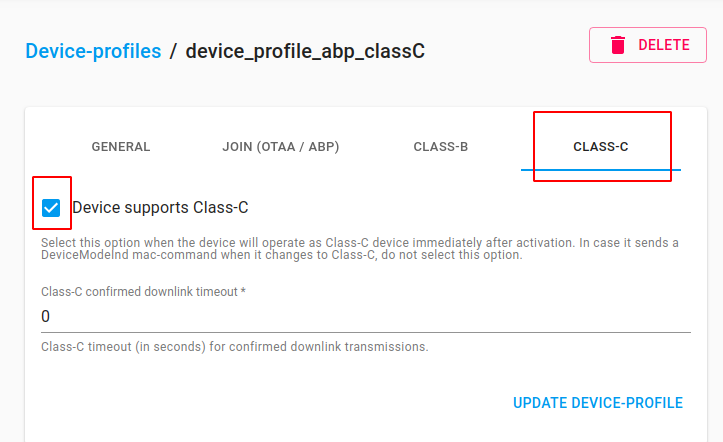 Device-profiles / device_profile_abp_classC
DELETE
GENERAL
JOIN (OTAA / ABP)
CLASS-B
CLASS-C
Device supports Class-C
Select this option when the device will operate as Class-C device immediately after activation. In case it sends a
DeviceModeInd mac-command when it changes to Class-C, do not select this option.
Class-C confirmed downlink timeout *
0
Class-C timeout (in seconds) for confirmed downlink transmissions.
UPDATE DEVICE-PROFILE